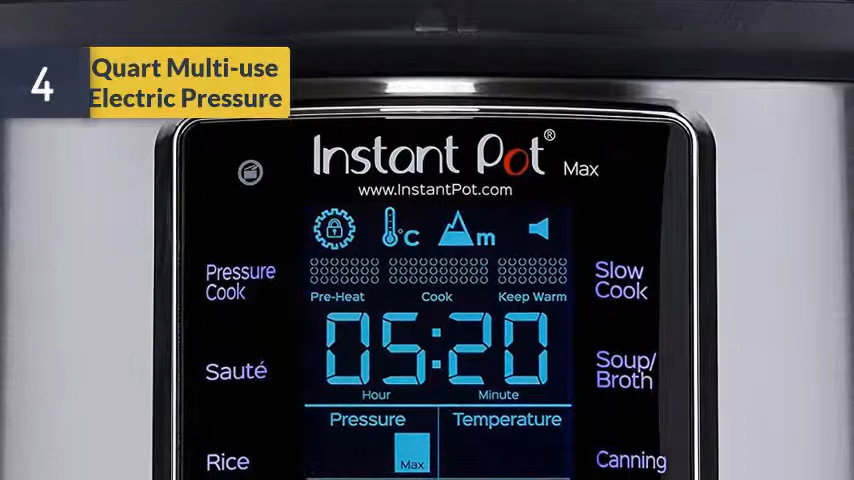 4
Quart Multi-use
Electric Pressure
Instant Pot® Max
www.InstantPot.com
°C
m
Pressure
Cook
Slow
Cook
Pre-Heat
Cook
Keep Warm
05:20
Hour
Minute
Sauté
Soup/
Broth
Pressure
Temperature
Max
Rice
Canning